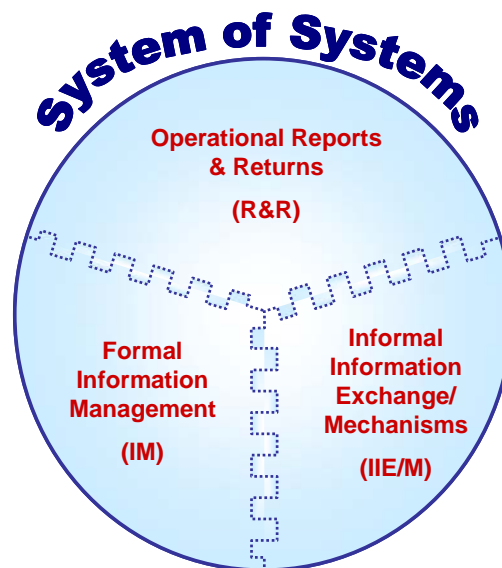 System of Systems
Operational Reports
& Returns
(R&R)
Formal
Information
Management
(IM)
Informal
Information
Exchange/
Mechanisms
(IIE/M)